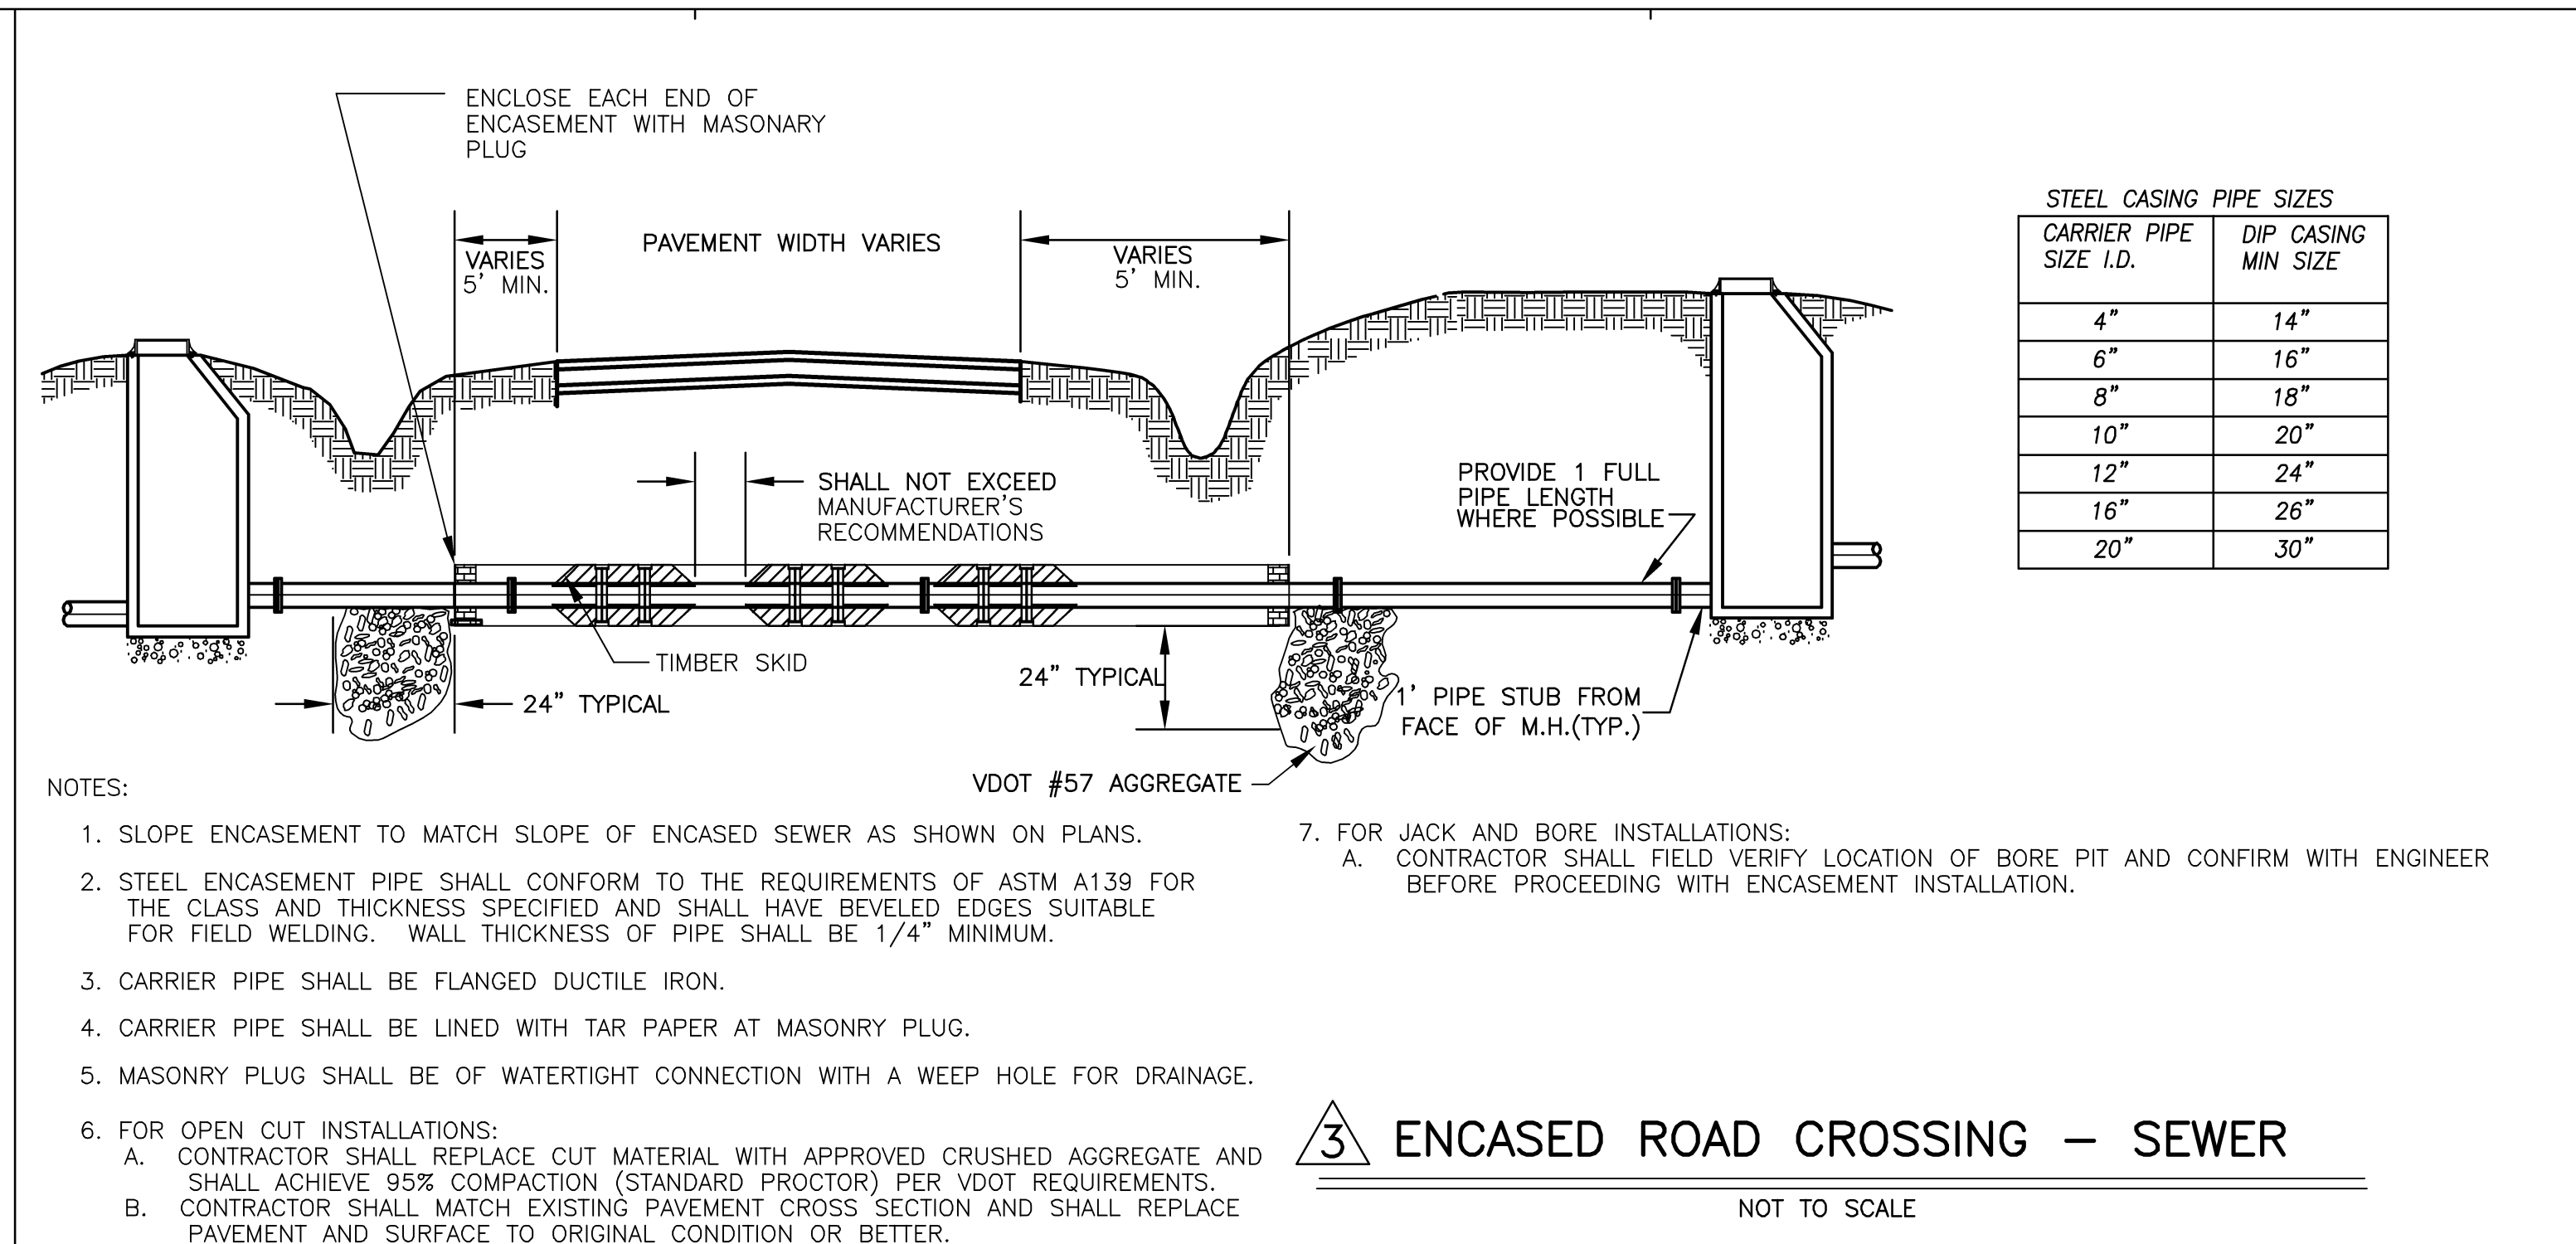 ENCLOSE EACH END OF
ENCASEMENT WITH MASONARY
PLUG
VARIES
5' MIN.
PAVEMENT WIDTH VARIES
VARIES
5' MIN.
STEEL CASING PIPE SIZES
CARRIER PIPE SIZE I.D. DIP CASING MIN SIZE
4" 14"
6" 16"
8" 18"
10" 20"
12" 24"
16" 26"
20" 30"
SHALL NOT EXCEED
MANUFACTURER'S
RECOMMENDATIONS
PROVIDE 1 FULL
PIPE LENGTH
WHERE POSSIBLE
TIMBER SKID
24" TYPICAL
24" TYPICAL
1' PIPE STUB FROM
FACE OF M.H.(TYP.)
VDOT #57 AGGREGATE
NOTES:
1. SLOPE ENCASEMENT TO MATCH SLOPE OF ENCASED SEWER AS SHOWN ON PLANS.
2. STEEL ENCASEMENT PIPE SHALL CONFORM TO THE REQUIREMENTS OF ASTM A139 FOR
THE CLASS AND THICKNESS SPECIFIED AND SHALL HAVE BEVELED EDGES SUITABLE
FOR FIELD WELDING. WALL THICKNESS OF PIPE SHALL BE 1/4" MINIMUM.
3. CARRIER PIPE SHALL BE FLANGED DUCTILE IRON.
4. CARRIER PIPE SHALL BE LINED WITH TAR PAPER AT MASONRY PLUG.
5. MASONRY PLUG SHALL BE OF WATERTIGHT CONNECTION WITH A WEEP HOLE FOR DRAINAGE.
6. FOR OPEN CUT INSTALLATIONS:
A. CONTRACTOR SHALL REPLACE CUT MATERIAL WITH APPROVED CRUSHED AGGREGATE AND
SHALL ACHIEVE 95% COMPACTION (STANDARD PROCTOR) PER VDOT REQUIREMENTS.
B. CONTRACTOR SHALL MATCH EXISTING PAVEMENT CROSS SECTION AND SHALL REPLACE
PAVEMENT AND SURFACE TO ORIGINAL CONDITION OR BETTER.
7. FOR JACK AND BORE INSTALLATIONS:
A. CONTRACTOR SHALL FIELD VERIFY LOCATION OF BORE PIT AND CONFIRM WITH ENGINEER
BEFORE PROCEEDING WITH ENCASEMENT INSTALLATION.
3 ENCASED ROAD CROSSING – SEWER
NOT TO SCALE